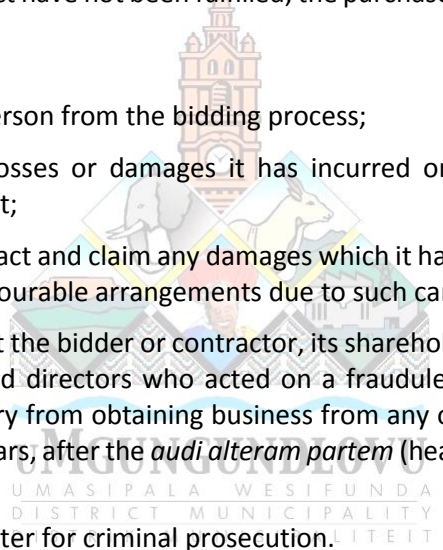 st have not been fulfilled, the purchase
erson from the bidding process;
osses or damages it has incurred or
t;
act and claim any damages which it ha
ourable arrangements due to such ca
t the bidder or contractor, its sharehol
d directors who acted on a fraudule
ry from obtaining business from any o
ars, after the audi alteram partem (hea
uMGUNGUNDLOVU
UMASIPALA WESIFUNDA
DISTRICT MUNICIPALITY
ter for criminal prosecution.